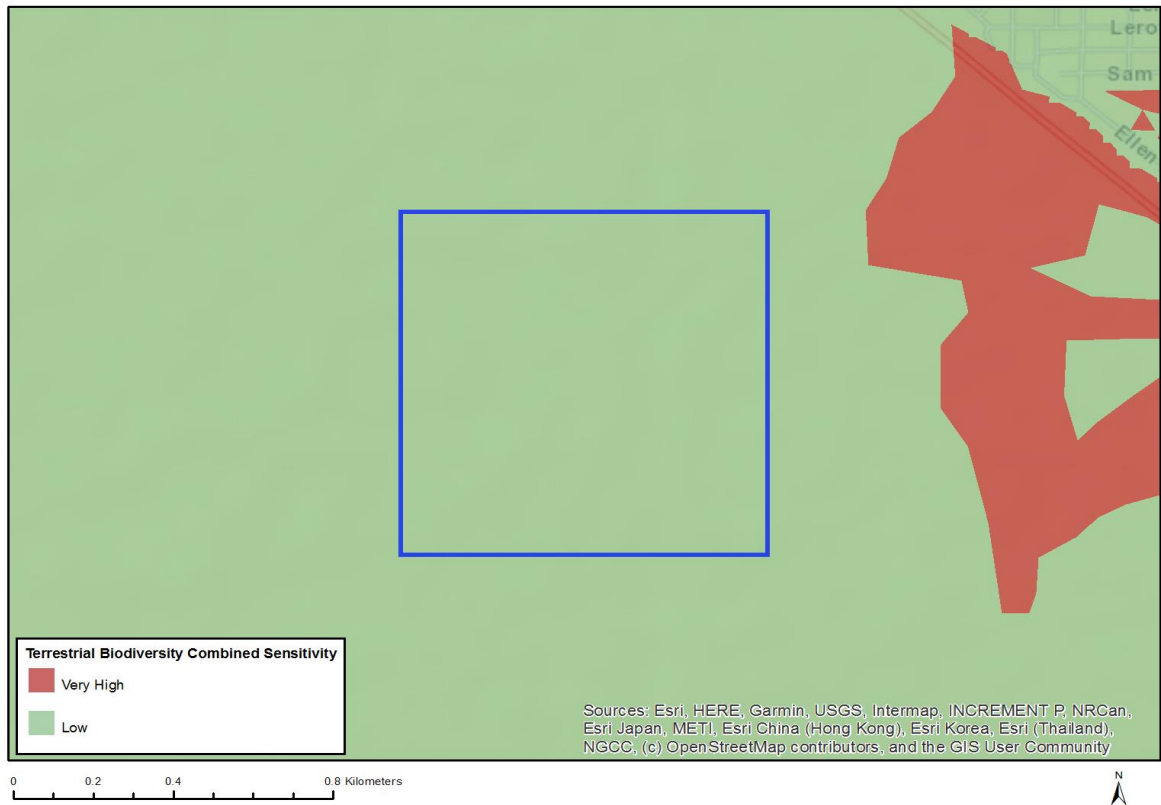 Lero
Sam
Ellen
Terrestrial Biodiversity Combined Sensitivity
Very High
Low
Sources: Esri, HERE, Garmin, USGS, Intermap, INCREMENT P, NRCan,
Esri Japan, METI, Esri China (Hong Kong), Esri Korea, Esri (Thailand),
NGCC, (c) OpenStreetMap contributors, and the GIS User Community
0 0.2 0.4 0.8 Kilometers
N